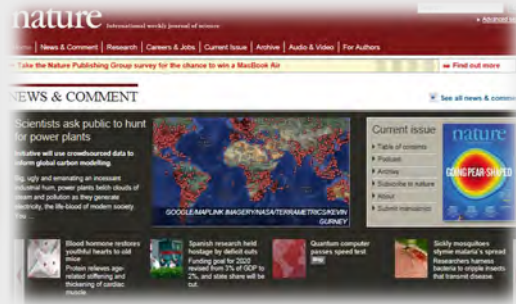 nature International weekly journal of science
Home News & Comment Research Careers & Jobs Current Issue Archive Audio & Video For Authors
Take the Nature Publishing Group survey for the chance to win a MacBook Air
Find out more
NEWS & COMMENT
See all news & comment
Scientists ask public to hunt
for power plants
Initiative will use crowdsourced data to
inform global carbon modelling.
Big, ugly and emanating an incessant
industrial hum, power plants belch clouds of
steam and pollution as they generate
electricity, the life-blood of modern society.
You
GOOGLE/MAPLINK IMAGERY/NASA/TERRAMETRICS/KEVIN
GURNEY
Current issue
Table of contents
Podcast
Archive
Subscribe to nature
About
Submit manuscript
nature
GOING PEAR-SHAPED
Blood hormone restores
youthful hearts to old
mice
Protein relieves age-
related stiffening and
thickening of cardiac
muscle.
Spanish research held
hostage by deficit cuts
Funding goal for 2020
revised from 3% of GDP to
2%, and state share will be
cut.
Quantum computer
passes speed test
Sickly mosquitoes
stymie malaria's spread
Researchers harness
bacteria to cripple insects
that transmit disease.